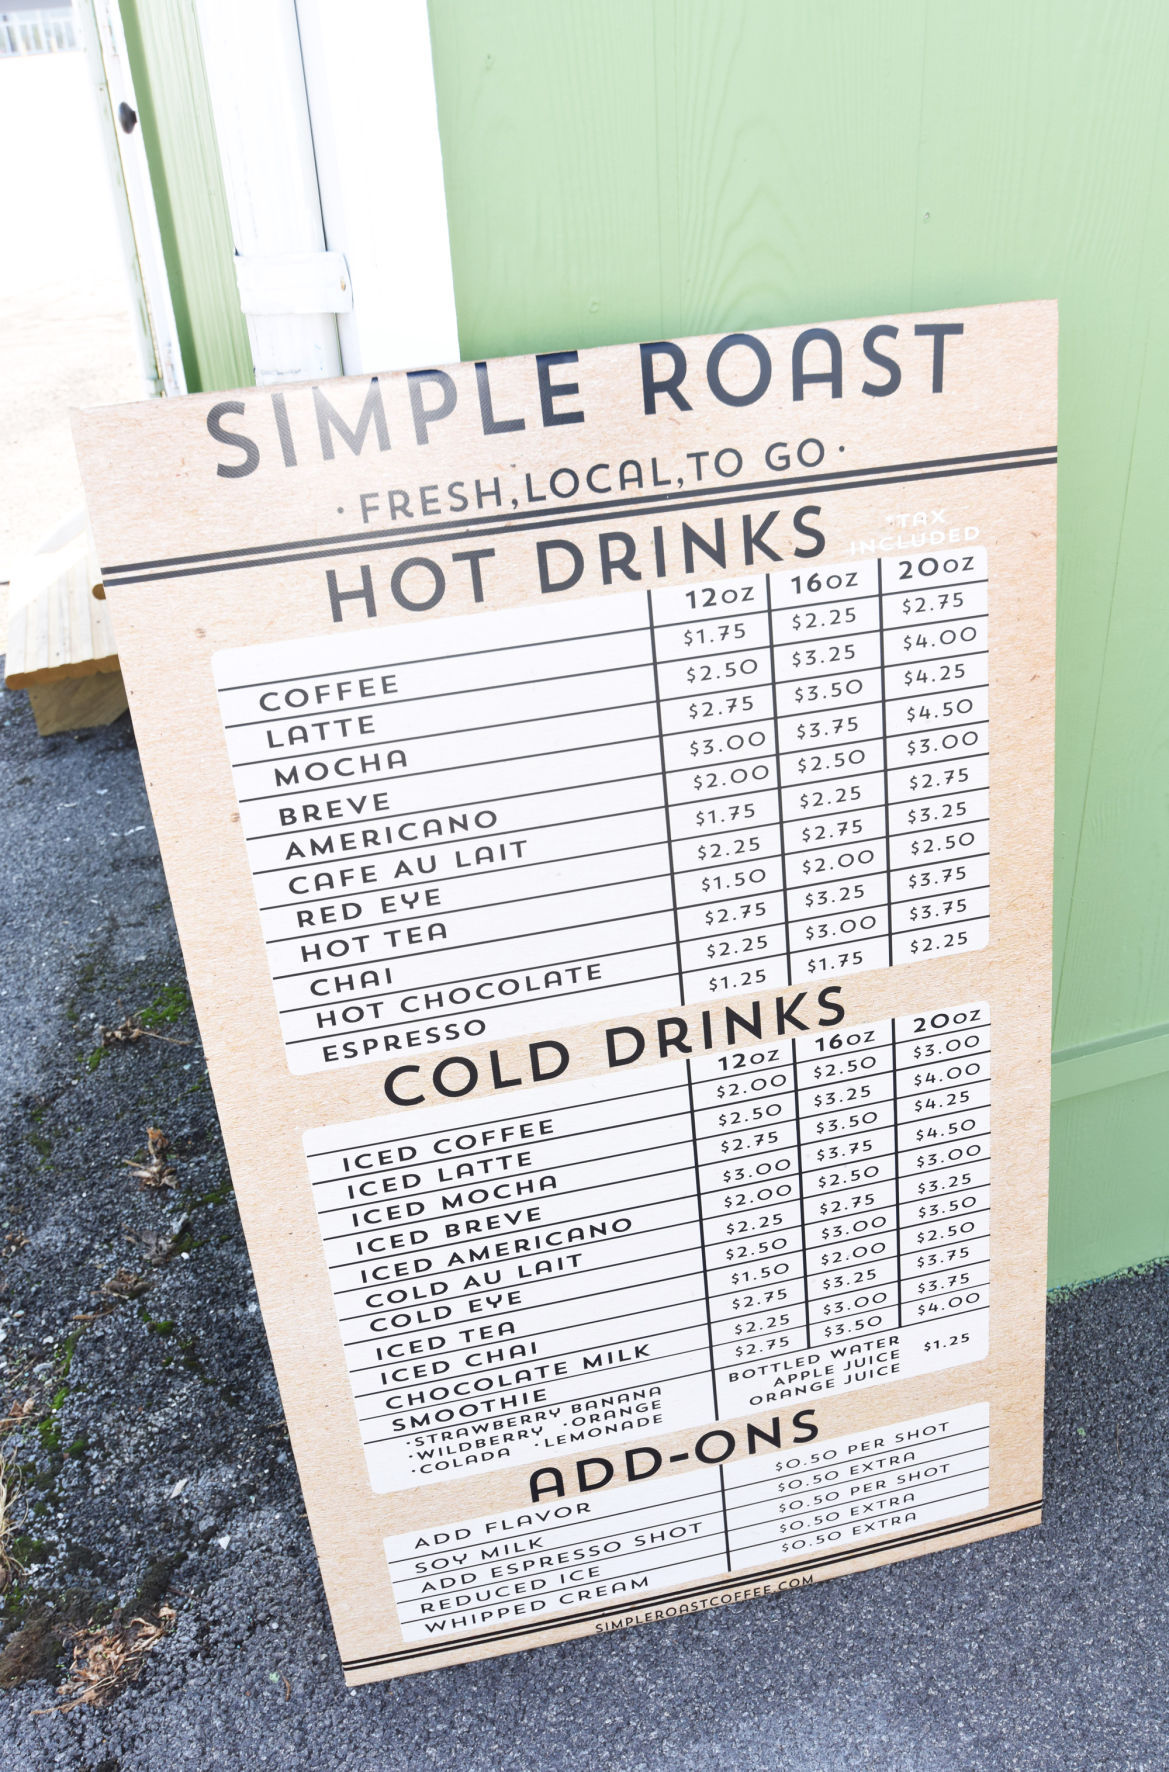 SIMPLE ROAST
· FRESH, LOCAL, TO GO ·
HOT DRINKS
*TAX INCLUDED
12OZ 16OZ 20OZ
COFFEE $1.75 $2.25 $2.75
LATTE $2.50 $3.25 $4.00
MOCHA $2.75 $3.50 $4.25
BREVE $3.00 $3.75 $4.50
AMERICANO $2.00 $2.50 $3.00
CAFE AU LAIT $1.75 $2.25 $2.75
RED EYE $2.25 $2.75 $3.25
HOT TEA $1.50 $2.00 $2.50
CHAI $2.75 $3.25 $3.75
HOT CHOCOLATE $2.25 $3.00 $3.75
ESPRESSO $1.25 $1.75 $2.25
COLD DRINKS
12OZ 16OZ 20OZ
ICED COFFEE $2.00 $2.50 $3.00
ICED LATTE $2.50 $3.25 $4.00
ICED MOCHA $2.75 $3.50 $4.25
ICED BREVE $3.00 $3.75 $4.50
ICED AMERICANO $2.00 $2.50 $3.00
COLD AU LAIT $2.25 $2.75 $3.25
COLD EYE $2.50 $3.00 $3.50
ICED TEA $1.50 $2.00 $2.50
ICED CHAI $2.75 $3.25 $3.75
CHOCOLATE MILK $2.25 $3.00 $3.75
SMOOTHIE $2.75 $3.50 $4.00
·STRAWBERRY BANANA
·WILDBERRY ·ORANGE
·COLADA ·LEMONADE
BOTTLED WATER $1.25
APPLE JUICE
ORANGE JUICE
ADD-ONS
ADD FLAVOR $0.50 PER SHOT
SOY MILK $0.50 EXTRA
ADD ESPRESSO SHOT $0.50 PER SHOT
REDUCED ICE $0.50 EXTRA
WHIPPED CREAM $0.50 EXTRA
SIMPLEROASTCOFFEE.COM